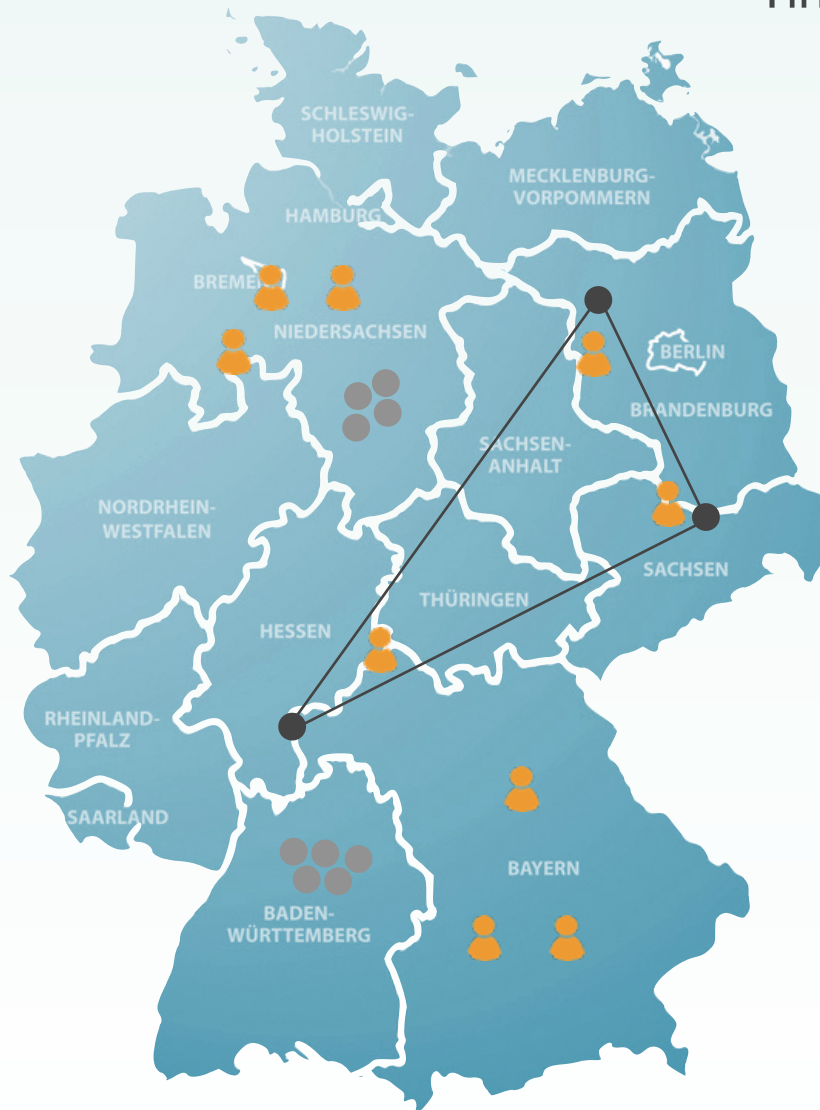 SCHLESWIG-
HOLSTEIN
MECKLENBURG-
VORPOMMERN
HAMBURG
BREMEN
NIEDERSACHSEN
BERLIN
BRANDENBURG
SACHSEN-
ANHALT
NORDRHEIN-
WESTFALEN
SACHSEN
THÜRINGEN
HESSEN
RHEINLAND-
PFALZ
SAARLAND
BAYERN
BADEN-
WÜRTTEMBERG